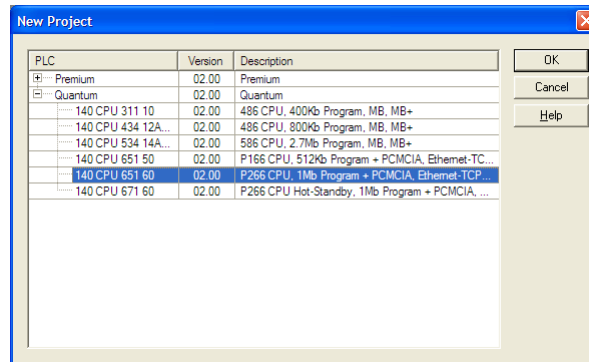 New Project
PLC Version Description
Premium 02.00 Premium
Quantum 02.00 Quantum
140 CPU 311 10 02.00 486 CPU, 400Kb Program, MB, MB+
140 CPU 434 12A... 02.00 486 CPU, 800Kb Program, MB, MB+
140 CPU 534 14A... 02.00 586 CPU, 2.7Mb Program, MB, MB+
140 CPU 651 50 02.00 P166 CPU, 512Kb Program + PCMCIA, Ethernet-TC...
140 CPU 651 60 02.00 P266 CPU, 1Mb Program + PCMCIA, Ethernet-TCP...
140 CPU 671 60 02.00 P266 CPU Hot-Standby, 1Mb Program + PCMCIA, ...
OK
Cancel
Help